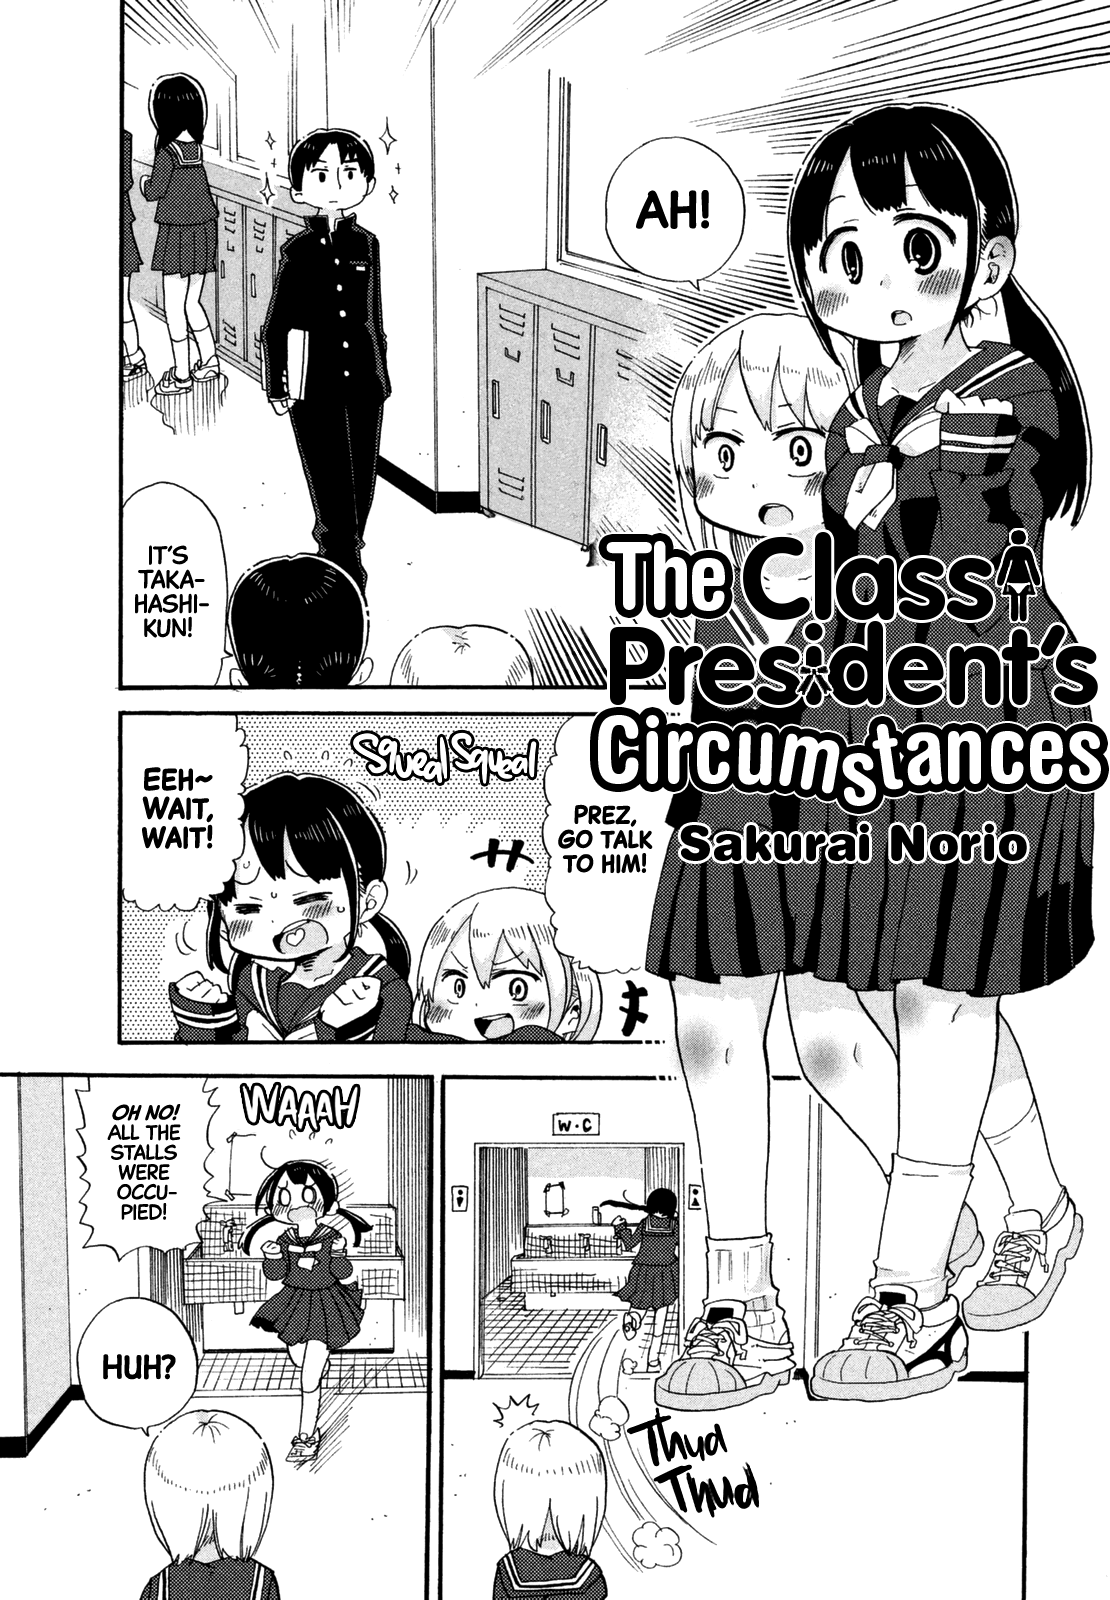 AH!
IT'S
TAKA-
HASHI-
KUN!
The Class
President's
Circumstances
Sakurai Norio
PREZ,
GO TALK
TO HIM!
Squeal Squeal
EEH~
WAIT,
WAIT!
W·C
Thud
Thud
WAAAH
OH NO!
ALL THE
STALLS
WERE
OCCU-
PIED!
HUH?